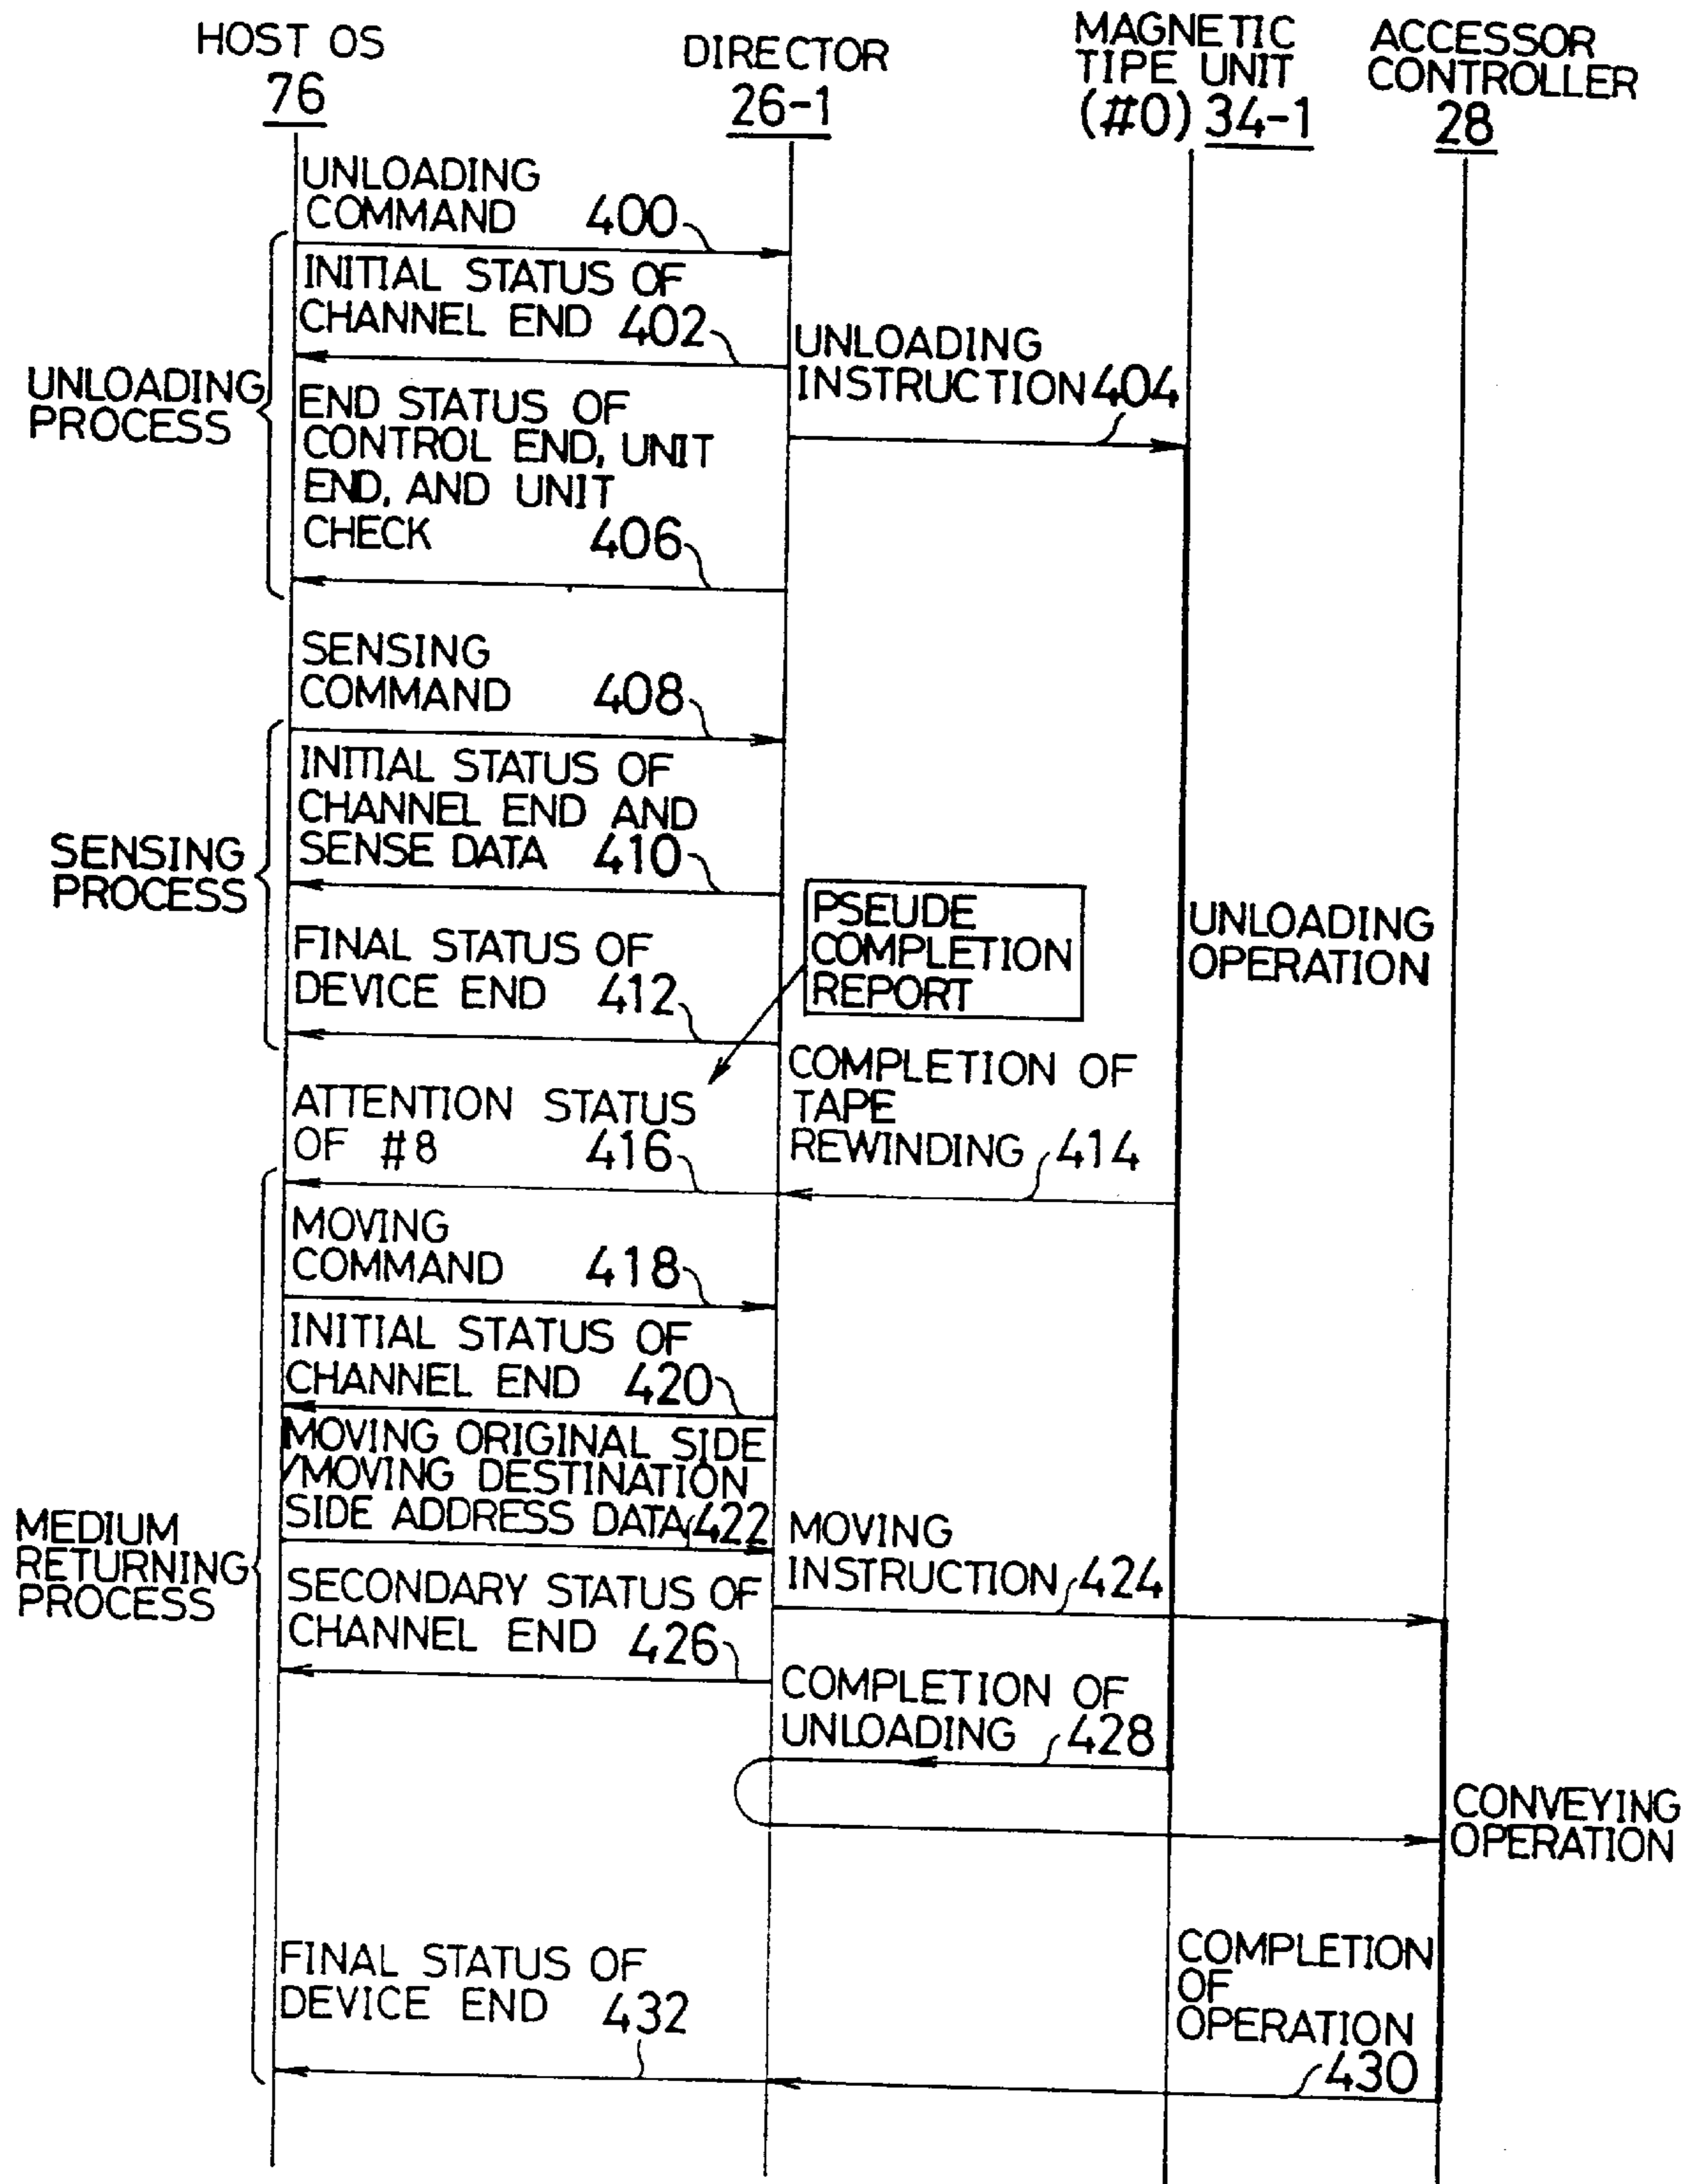 HOST OS
76
DIRECTOR
26-1
MAGNETIC
TIPE UNIT
(#0) 34-1
ACCESSOR
CONTROLLER
28
UNLOADING
COMMAND 400
INITIAL STATUS OF
CHANNEL END 402
UNLOADING
INSTRUCTION 404
UNLOADING
PROCESS
END STATUS OF
CONTROL END, UNIT
END, AND UNIT
CHECK 406
SENSING
COMMAND 408
INITIAL STATUS OF
CHANNEL END AND
SENSE DATA 410
SENSING
PROCESS
PSEUDE
COMPLETION
REPORT
UNLOADING
OPERATION
FINAL STATUS OF
DEVICE END 412
COMPLETION OF
TAPE
REWINDING 414
ATTENTION STATUS
OF #8 416
MOVING
COMMAND 418
INITIAL STATUS OF
CHANNEL END 420
MOVING ORIGINAL SIDE
/MOVING DESTINATION
SIDE ADDRESS DATA 422
MOVING
INSTRUCTION 424
MEDIUM
RETURNING
PROCESS
SECONDARY STATUS OF
CHANNEL END 426
COMPLETION OF
UNLOADING 428
CONVEYING
OPERATION
COMPLETION
OF
OPERATION
430
FINAL STATUS OF
DEVICE END 432